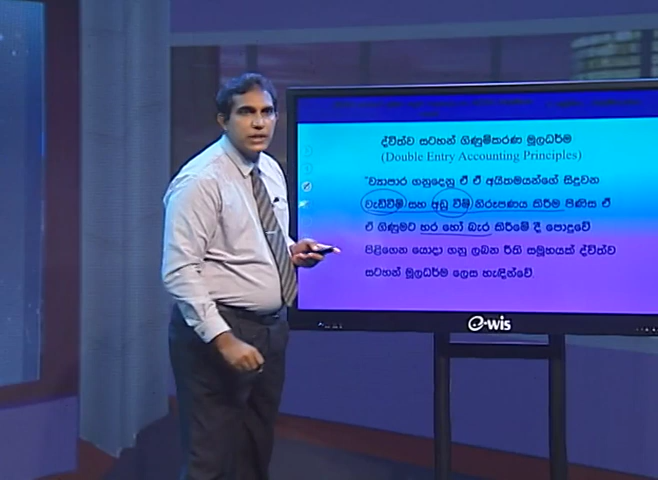 ද්විත්ව සටහන් ගිණුම්කරණ මූලධර්ම
(Double Entry Accounting Principles)
"ව්‍යාපාර ගනුදෙනු ඒ ඒ අයිතමයන්ගේ සිදුවන
වැඩිවීම් සහ අඩු වීම් නිරූපණය කිරීම පිණිස ඒ
ඒ ගිණුමට හර හෝ බැර කිරීමේ දී පොදුවේ
පිළිගෙන යොදා ගනු ලබන රීති සමූහයක් ද්විත්ව
සටහන් මූලධර්ම ලෙස හැඳින්වේ.
e-wis